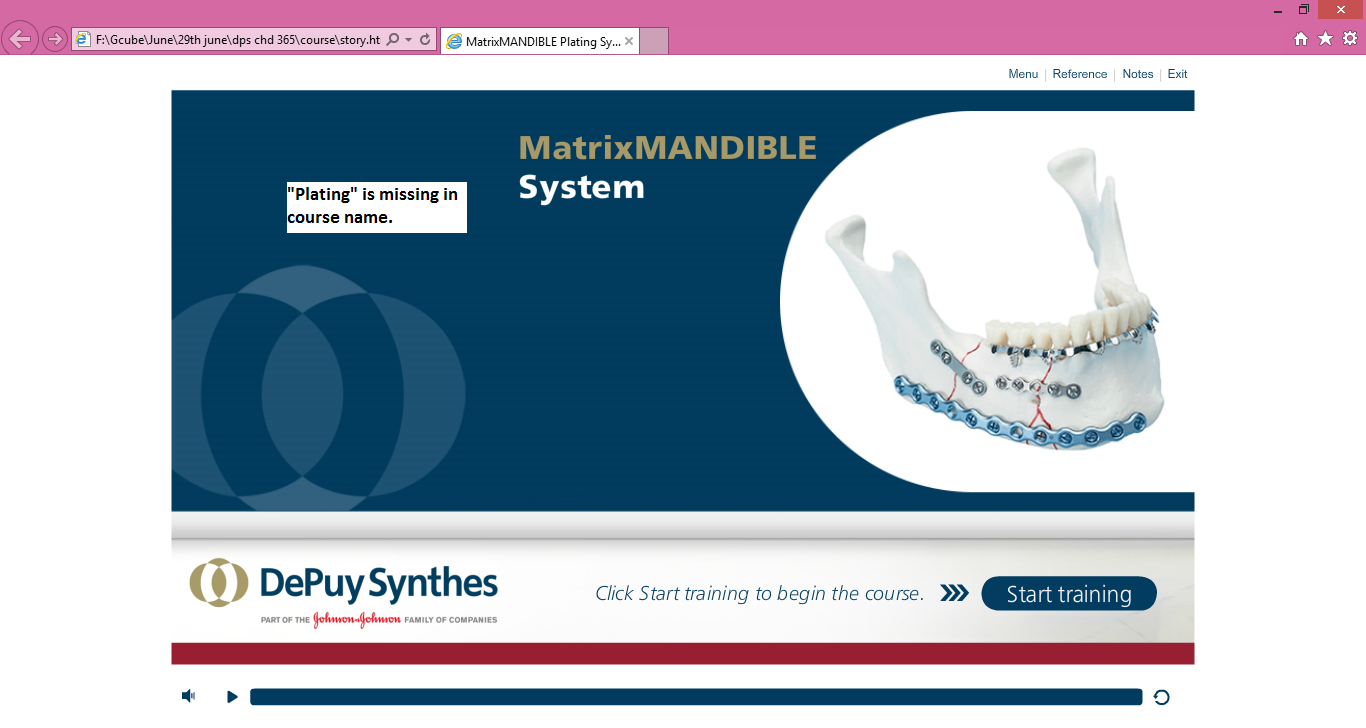 F:\Gcube\June\29th june\dps chd 365\course\story.ht
MatrixMANDIBLE Plating Sy...
Menu | Reference | Notes | Exit
MatrixMANDIBLE
System
"Plating" is missing in
course name.
DePuy Synthes
PART OF THE Johnson & Johnson FAMILY OF COMPANIES
Click Start training to begin the course.
Start training